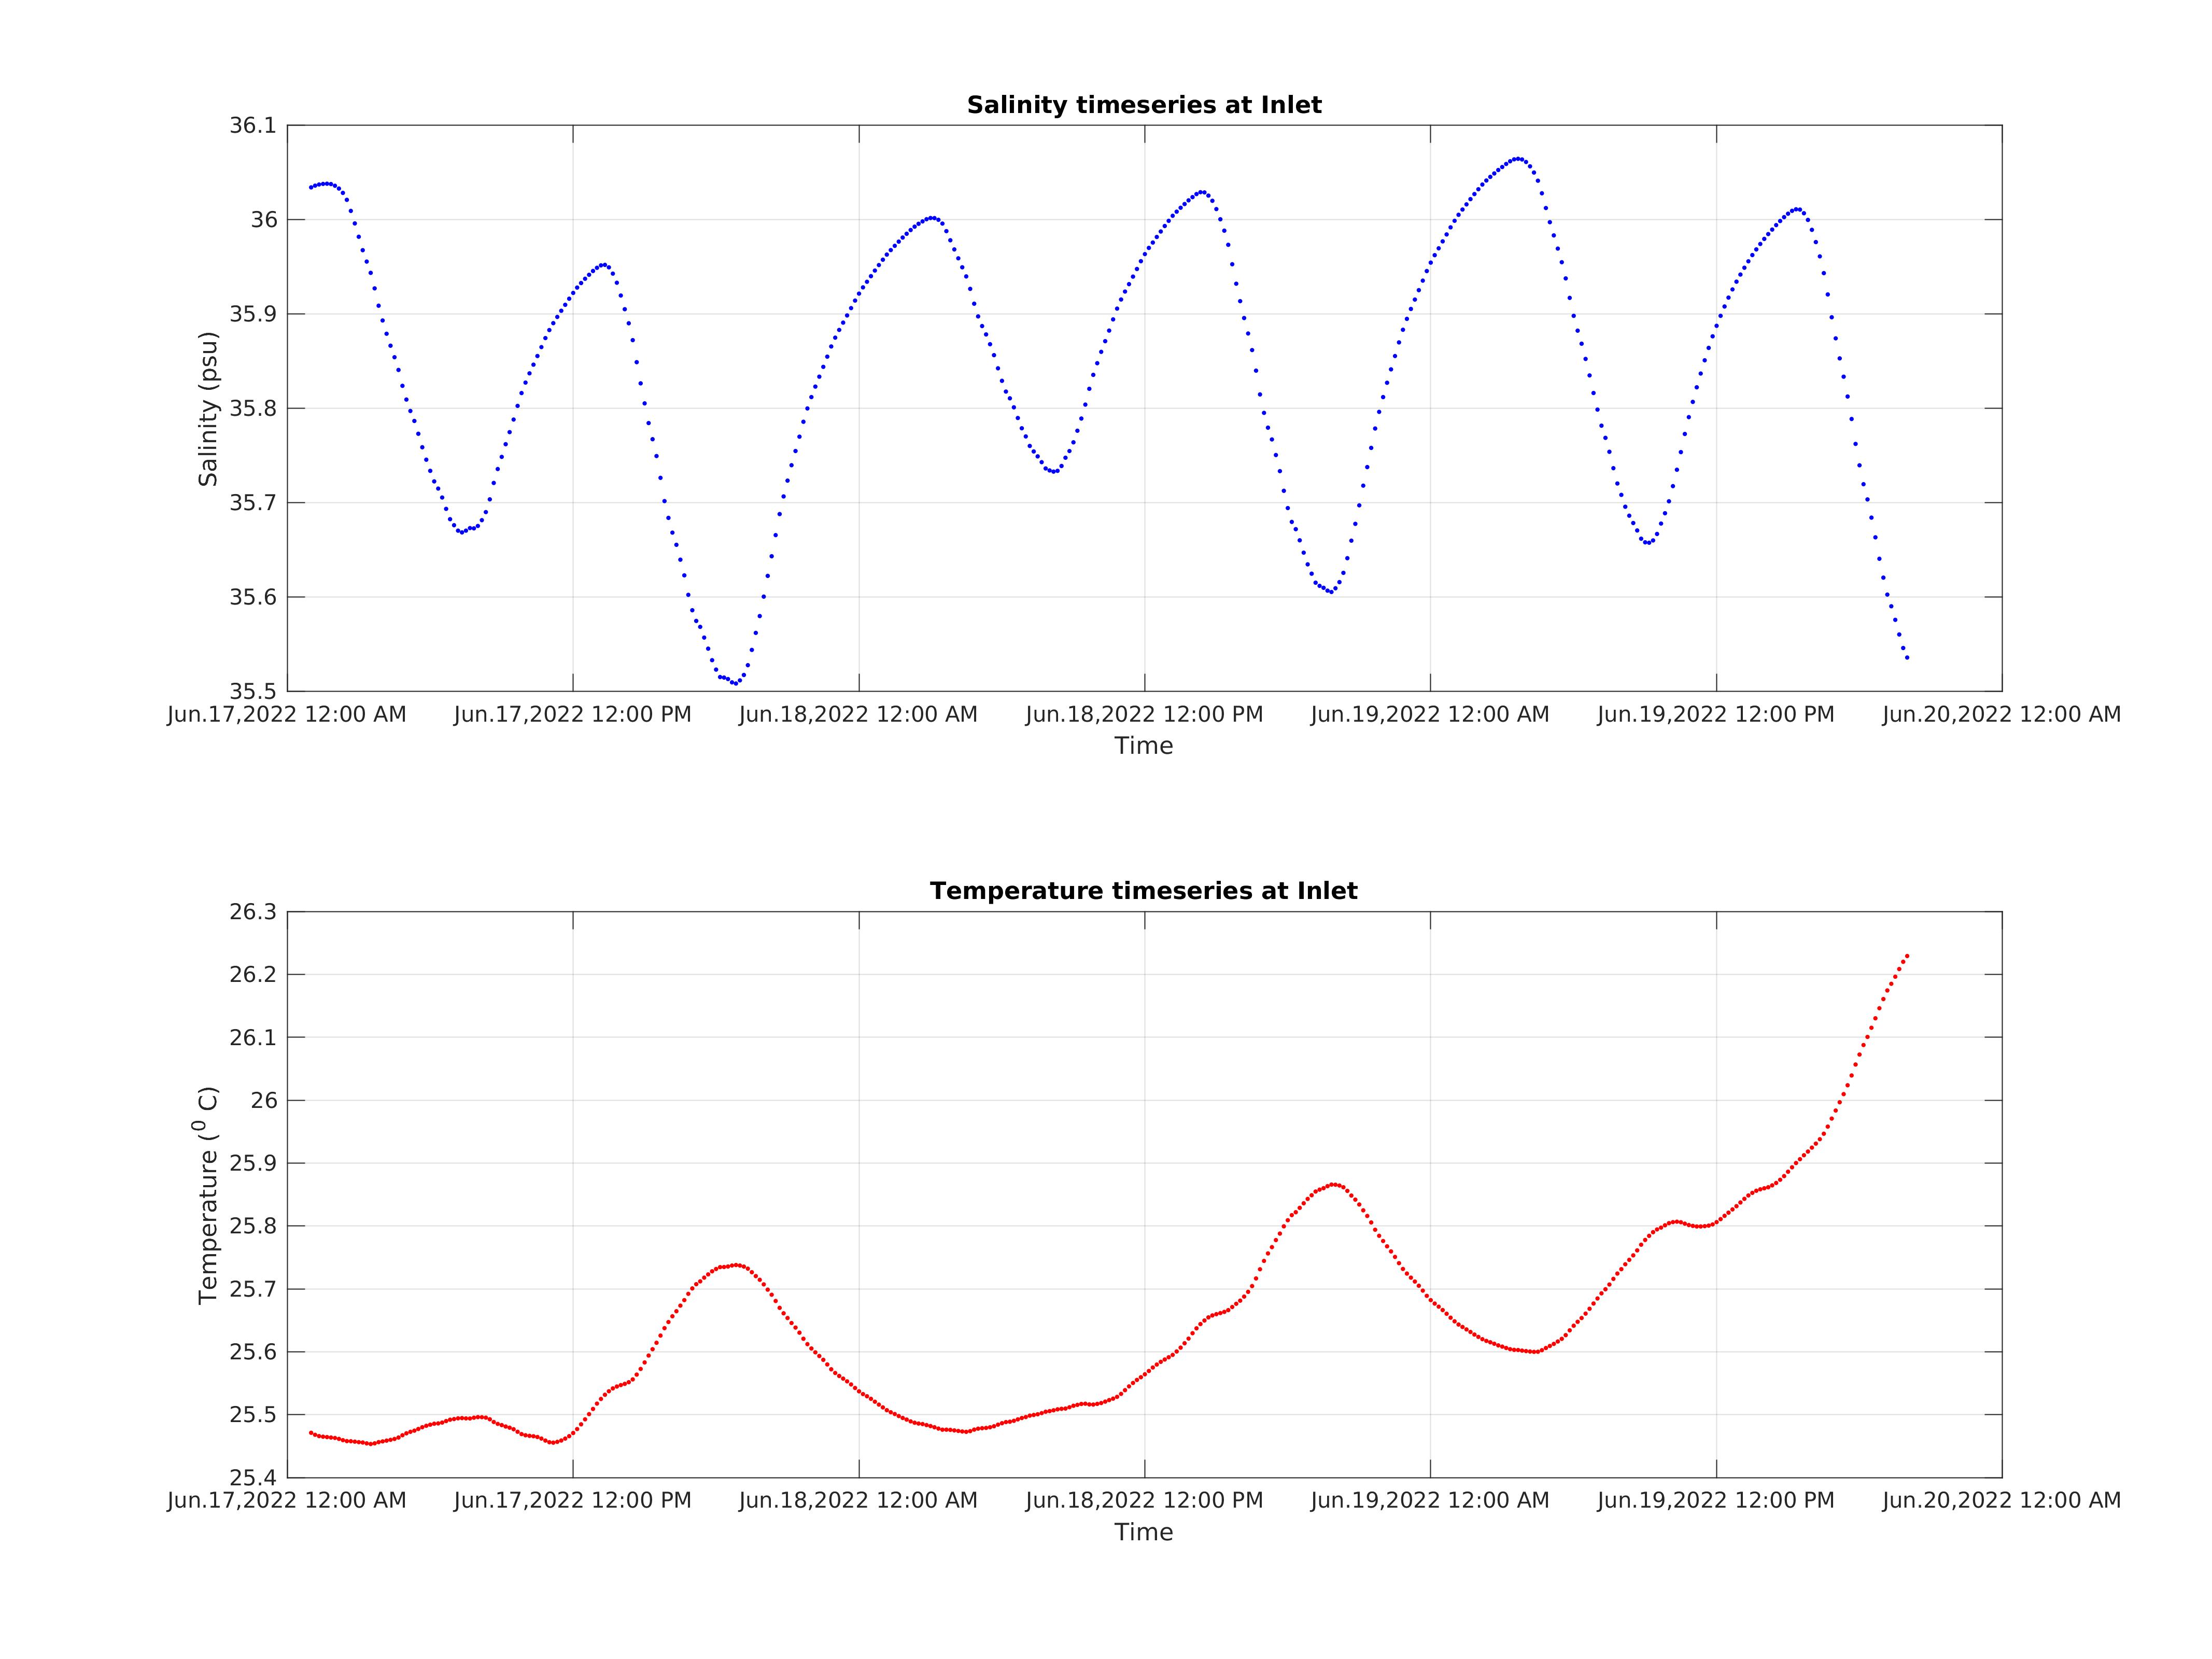 Salinity timeseries at Inlet
36.1
36
35.9
35.8
35.7
35.6
35.5
Salinity (psu)
Jun.17,2022 12:00 AM Jun.17,2022 12:00 PM Jun.18,2022 12:00 AM Jun.18,2022 12:00 PM Jun.19,2022 12:00 AM Jun.19,2022 12:00 PM Jun.20,2022 12:00 AM
Time
Temperature timeseries at Inlet
26.3
26.2
26.1
26
25.9
25.8
25.7
25.6
25.5
25.4
Temperature (⁰ C)
Jun.17,2022 12:00 AM Jun.17,2022 12:00 PM Jun.18,2022 12:00 AM Jun.18,2022 12:00 PM Jun.19,2022 12:00 AM Jun.19,2022 12:00 PM Jun.20,2022 12:00 AM
Time